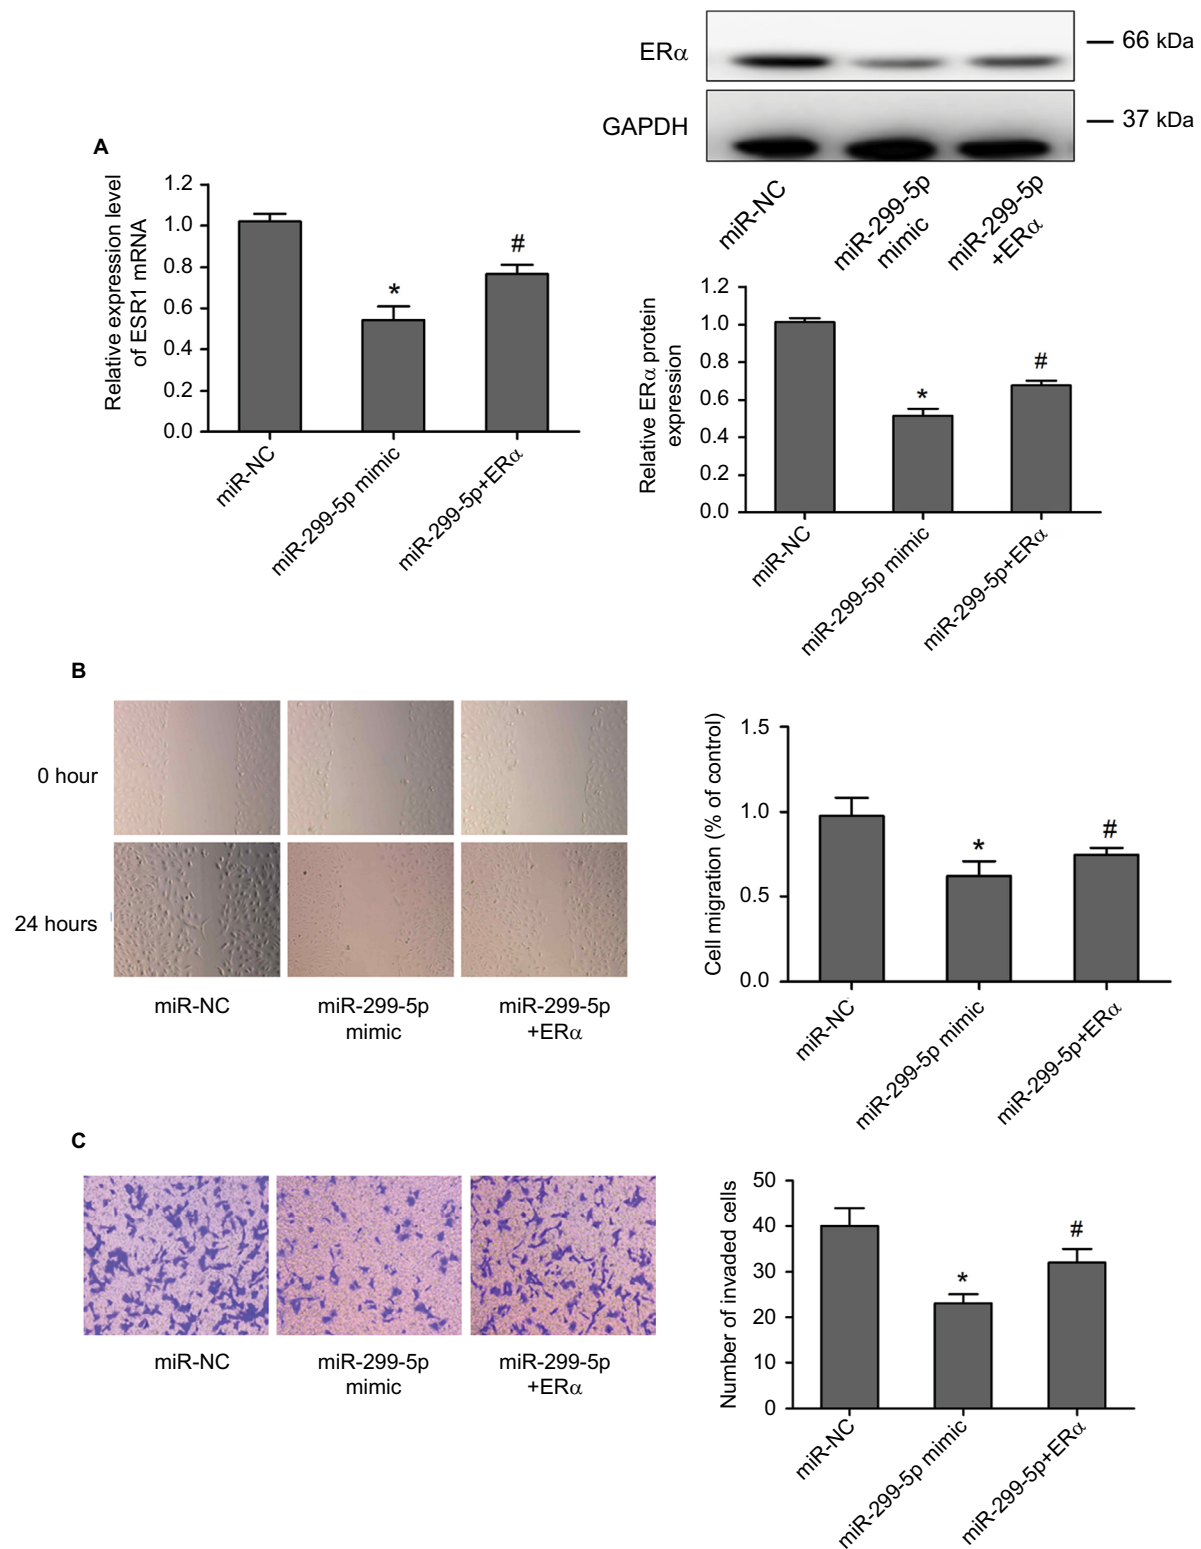 ERα
66 kDa
GAPDH
37 kDa
miR-NC
miR-299-5p
mimic
miR-299-5p
+ERα
A
Relative expression level
of ESR1 mRNA
1.2
1.0
0.8
0.6
0.4
0.2
0.0
*
#
miR-NC
miR-299-5p mimic
miR-299-5p+ERα
Relative ERα protein
expression
1.2
1.0
0.8
0.6
0.4
0.2
0.0
*
#
miR-NC
miR-299-5p mimic
miR-299-5p+ERα
B
0 hour
24 hours
miR-NC
miR-299-5p
mimic
miR-299-5p
+ERα
Cell migration (% of control)
1.5
1.0
0.5
0.0
*
#
miR-NC
miR-299-5p mimic
miR-299-5p+ERα
C
miR-NC
miR-299-5p
mimic
miR-299-5p
+ERα
Number of invaded cells
50
40
30
20
10
0
*
#
miR-NC
miR-299-5p mimic
miR-299-5p+ERα